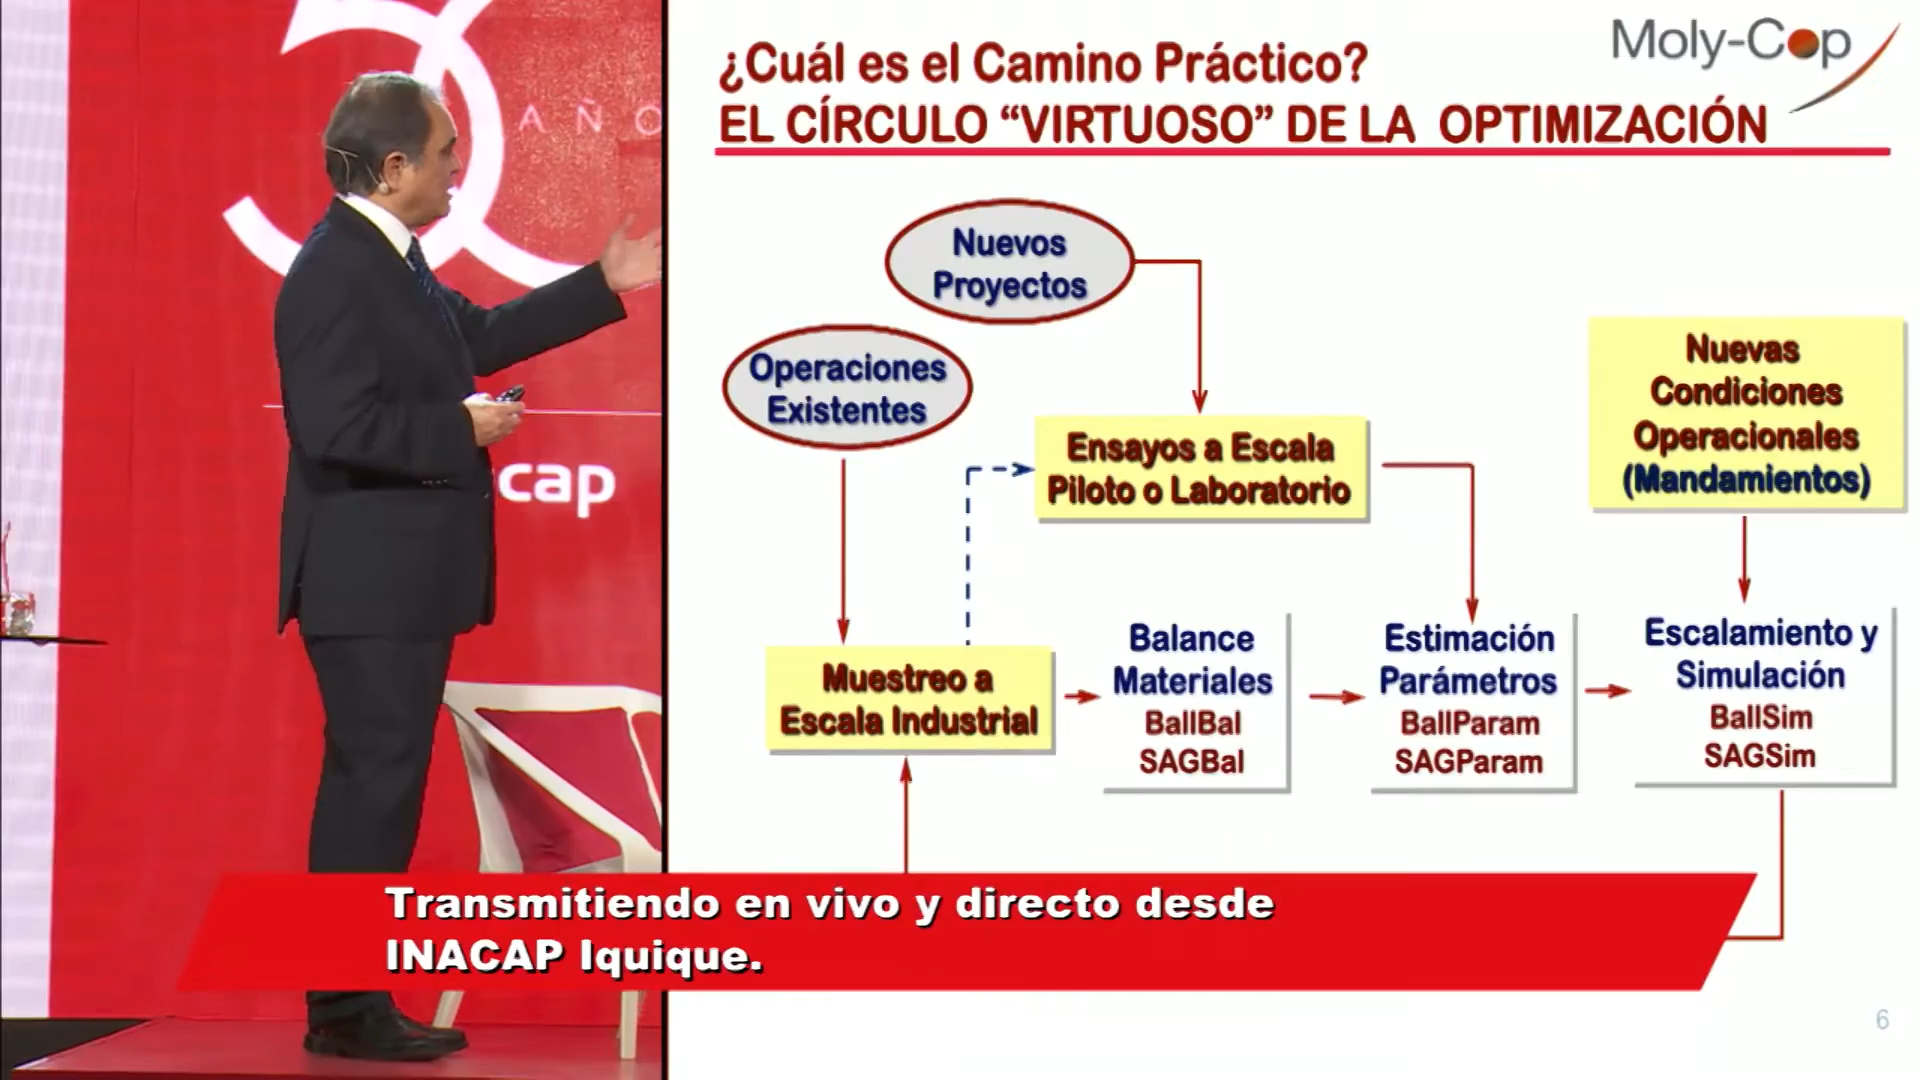 50
AÑO
cap
Moly-Cop
¿Cuál es el Camino Práctico?
EL CÍRCULO “VIRTUOSO” DE LA OPTIMIZACIÓN
Nuevos
Proyectos
Operaciones
Existentes
Ensayos a Escala
Piloto o Laboratorio
Nuevas
Condiciones
Operacionales
(Mandamientos)
Muestreo a
Escala Industrial
Balance
Materiales
BallBal
SAGBal
Estimación
Parámetros
BallParam
SAGParam
Escalamiento y
Simulación
BallSim
SAGSim
Transmitiendo en vivo y directo desde
INACAP Iquique.
6